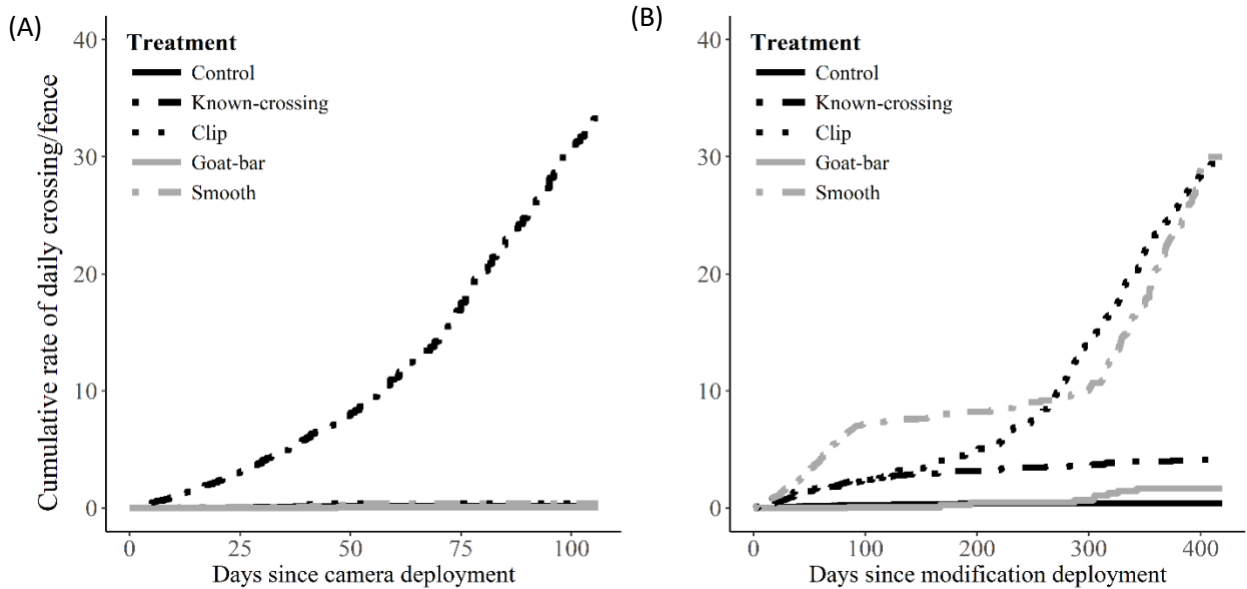 (A)
Cumulative rate of daily crossing/fence
40
30
20
10
0
Treatment
Control
Known-crossing
Clip
Goat-bar
Smooth
0 25 50 75 100
Days since camera deployment
(B)
40
30
20
10
0
Treatment
Control
Known-crossing
Clip
Goat-bar
Smooth
0 100 200 300 400
Days since modification deployment